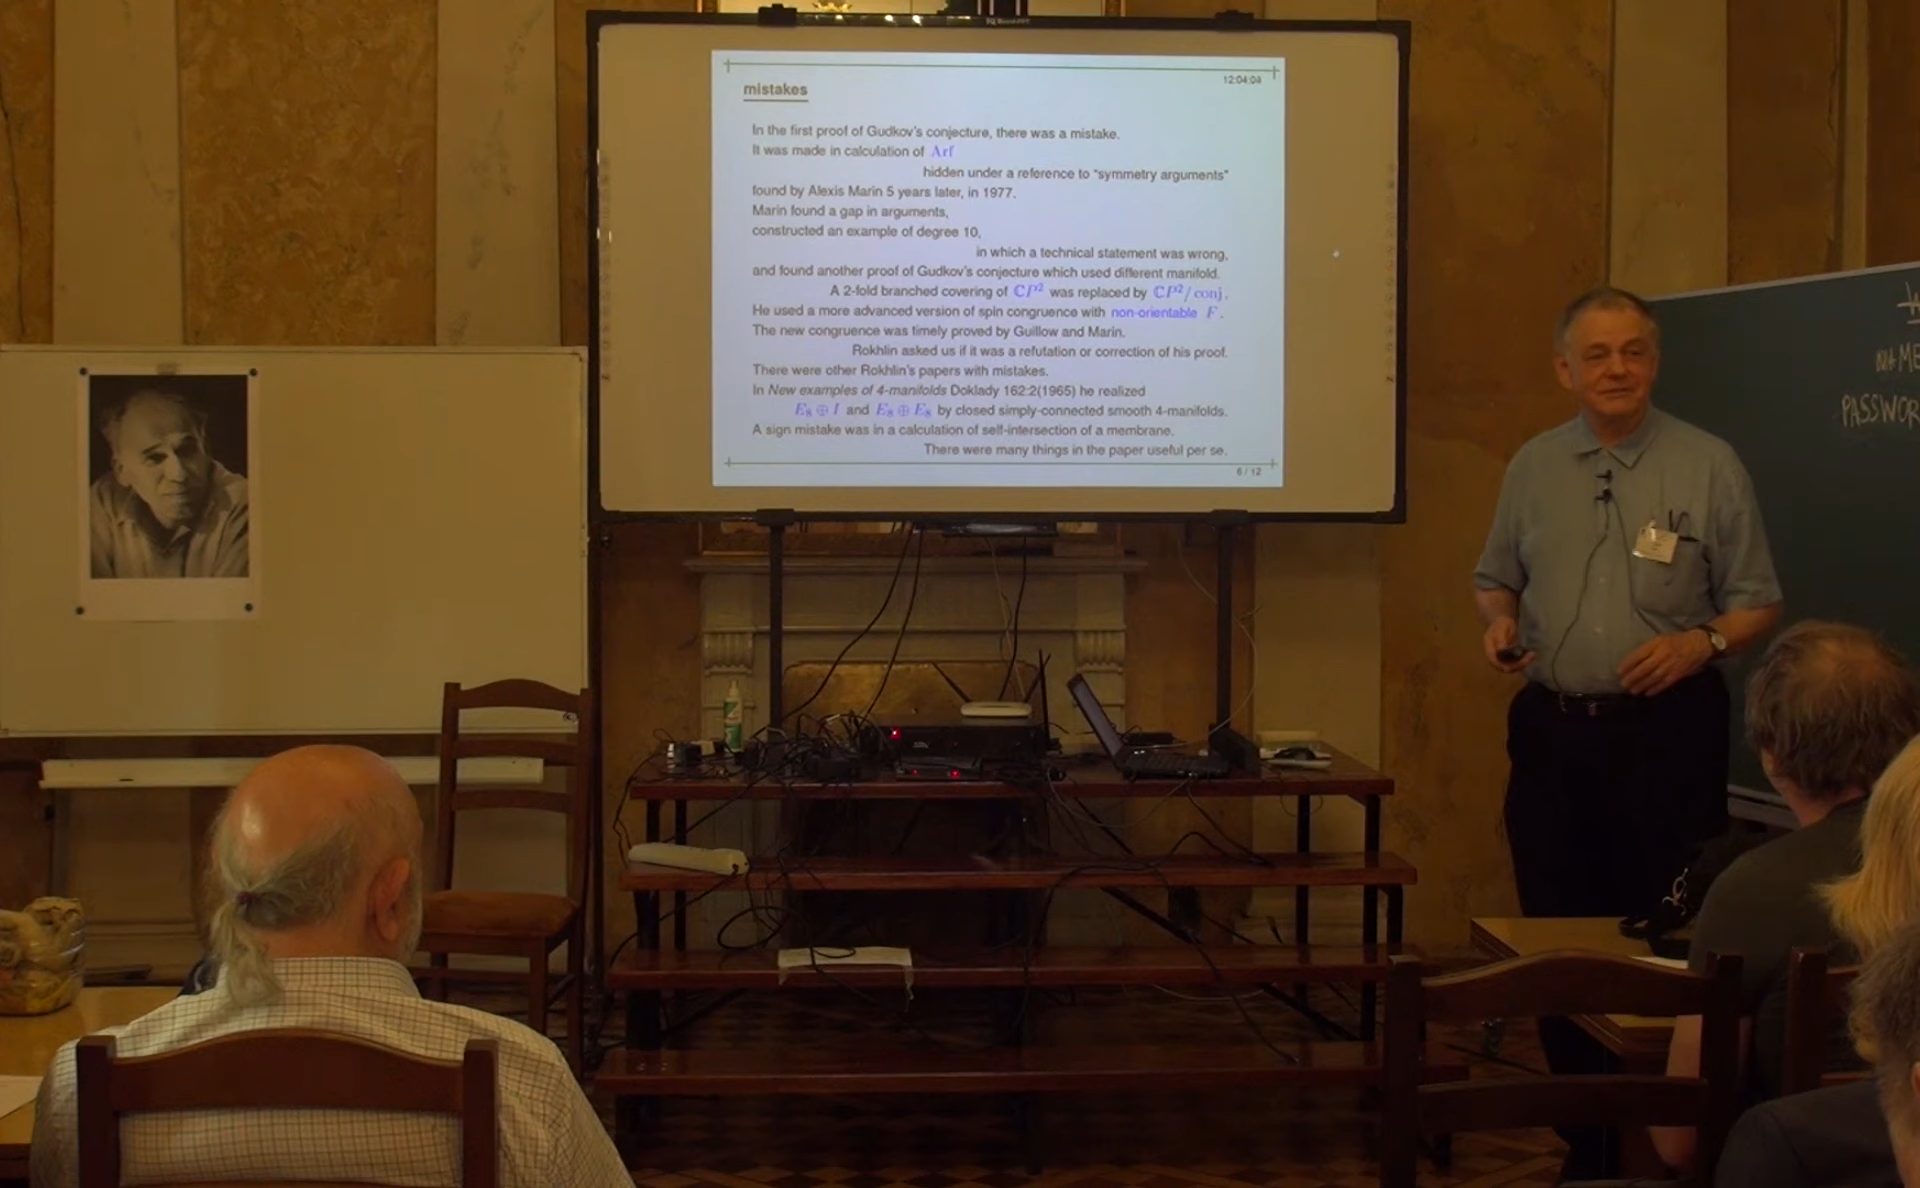 12:04:04
mistakes
In the first proof of Gudkov's conjecture, there was a mistake.
It was made in calculation of Arf
hidden under a reference to "symmetry arguments"
found by Alexis Marin 5 years later, in 1977.
Marin found a gap in arguments,
constructed an example of degree 10,
in which a technical statement was wrong,
and found another proof of Gudkov's conjecture which used different manifold.
A 2-fold branched covering of ℂP² was replaced by ℂP²/conj.
He used a more advanced version of spin congruence with non-orientable F.
The new congruence was timely proved by Guillow and Marin.
Rokhlin asked us if it was a refutation or correction of his proof.
There were other Rokhlin's papers with mistakes.
In New examples of 4-manifolds Doklady 162:2(1965) he realized
E₈ ⊕ I and E₈ ⊕ E₈ by closed simply-connected smooth 4-manifolds.
A sign mistake was in a calculation of self-intersection of a membrane.
There were many things in the paper useful per se.
6 / 12